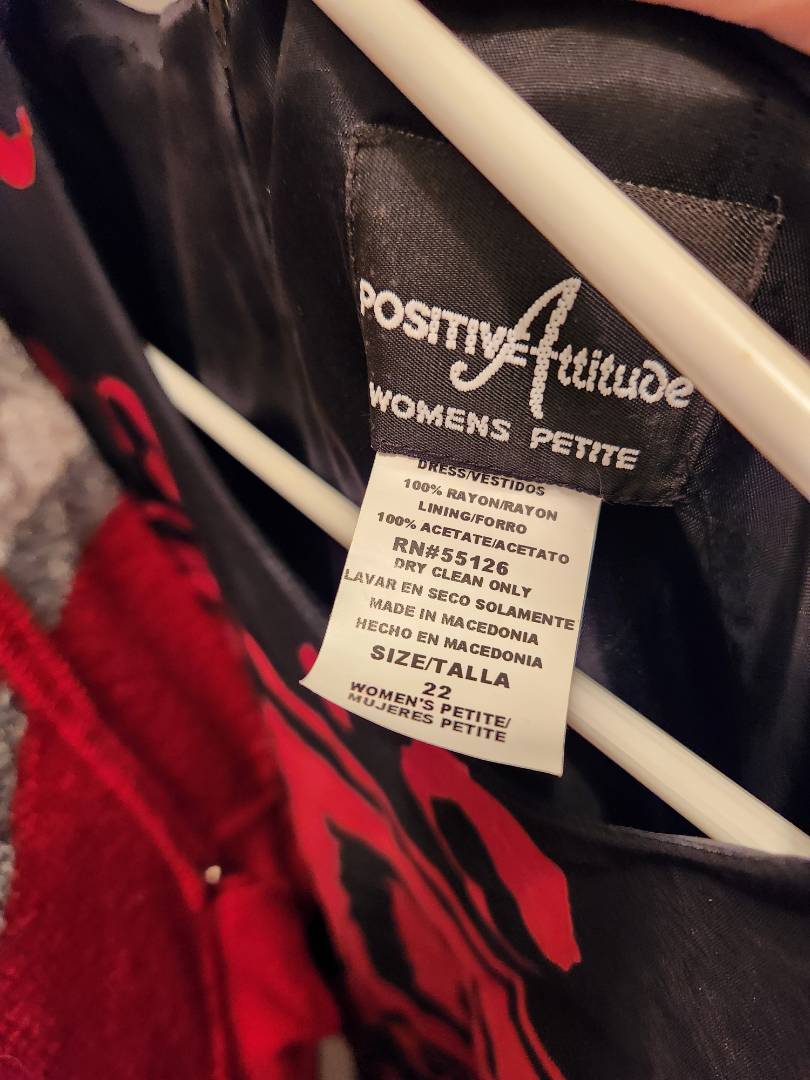 POSITIVE Attitude
WOMENS PETITE
DRESS/VESTIDOS
100% RAYON/RAYON
LINING/FORRO
100% ACETATE/ACETATO
RN#55126
DRY CLEAN ONLY
LAVAR EN SECO SOLAMENTE
MADE IN MACEDONIA
HECHO EN MACEDONIA
SIZE/TALLA
22
WOMEN'S PETITE/
MUJERES PETITE